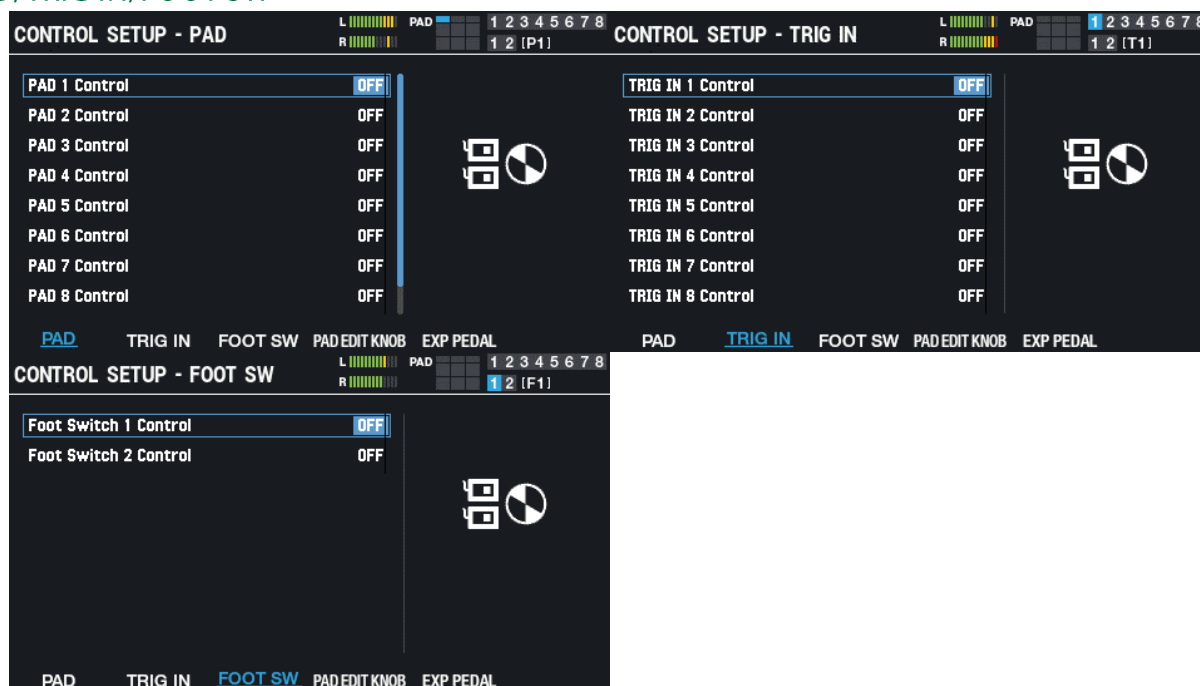 CONTROL SETUP - PAD
L PAD 1 2 3 4 5 6 7 8
R 1 2 [P1]
PAD 1 Control OFF
PAD 2 Control OFF
PAD 3 Control OFF
PAD 4 Control OFF
PAD 5 Control OFF
PAD 6 Control OFF
PAD 7 Control OFF
PAD 8 Control OFF
PAD TRIG IN FOOT SW PAD EDIT KNOB EXP PEDAL
CONTROL SETUP - TRIG IN
L PAD 1 2 3 4 5 6 7 8
R 1 2 [T1]
TRIG IN 1 Control OFF
TRIG IN 2 Control OFF
TRIG IN 3 Control OFF
TRIG IN 4 Control OFF
TRIG IN 5 Control OFF
TRIG IN 6 Control OFF
TRIG IN 7 Control OFF
TRIG IN 8 Control OFF
PAD TRIG IN FOOT SW PAD EDIT KNOB EXP PEDAL
CONTROL SETUP - FOOT SW
L PAD 1 2 3 4 5 6 7 8
R 1 2 [F1]
Foot Switch 1 Control OFF
Foot Switch 2 Control OFF
PAD TRIG IN FOOT SW PAD EDIT KNOB EXP PEDAL